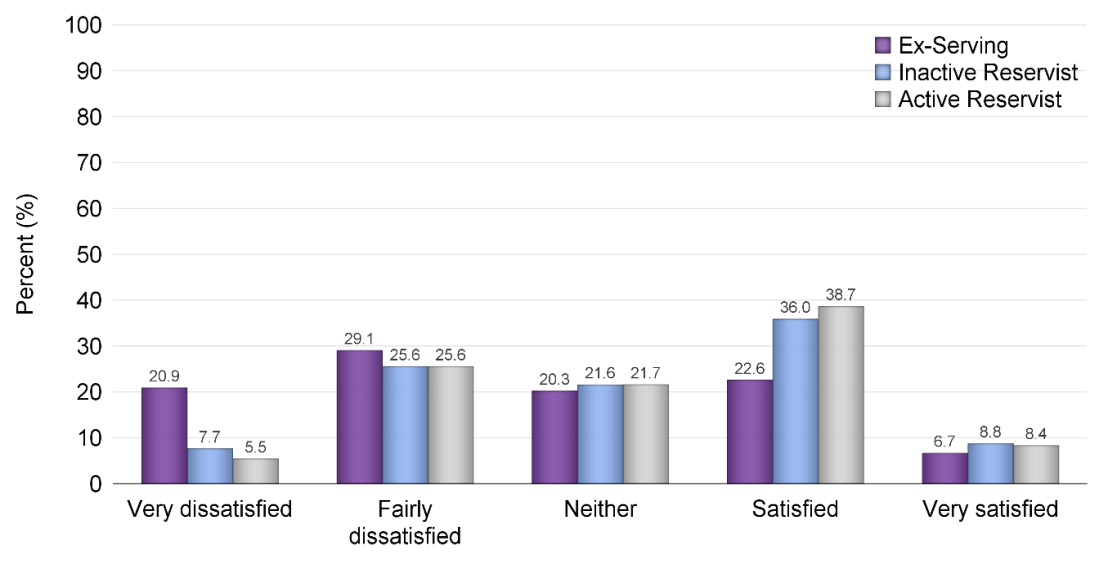 100
90
80
70
60
50
40
30
20
10
0
Percent (%)
Ex-Serving
Inactive Reservist
Active Reservist
20.9
7.7
5.5
29.1
25.6
25.6
20.3
21.6
21.7
22.6
36.0
38.7
6.7
8.8
8.4
Very dissatisfied
Fairly
dissatisfied
Neither
Satisfied
Very satisfied